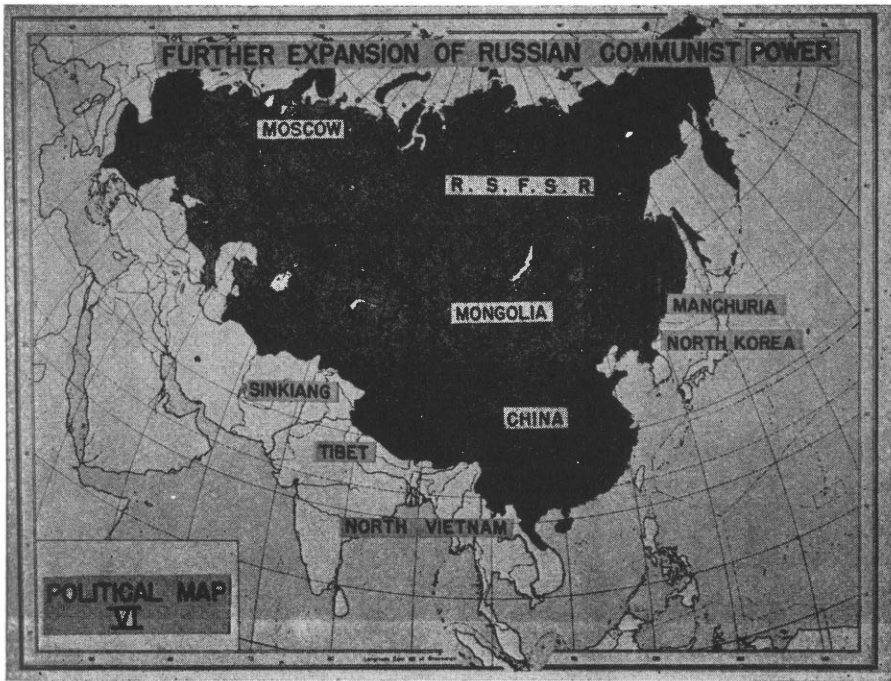 FURTHER EXPANSION OF RUSSIAN COMMUNIST POWER
MOSCOW
R. S. F. S. R.
MONGOLIA
MANCHURIA
NORTH KOREA
SINKIANG
CHINA
TIBET
NORTH VIETNAM
POLITICAL MAP
VI